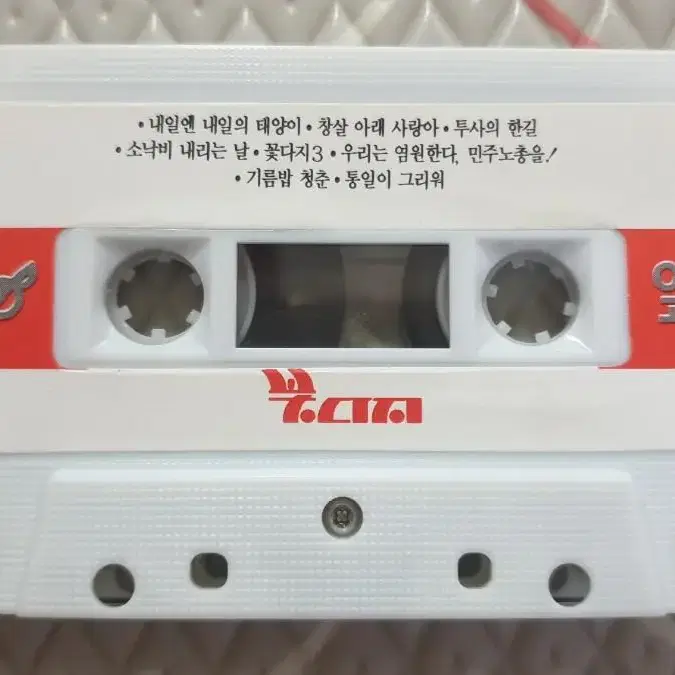 • 내일엔 내일의 태양이 • 창살 아래 사랑아 • 투사의 한길
• 소낙비 내리는 날 • 꽃다지3 • 우리는 염원한다, 민주노총을!
• 기름밥 청춘 • 통일이 그리워
꽃다지